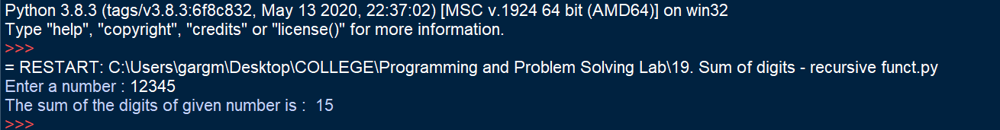 Python 3.8.3 (tags/v3.8.3:6f8c832, May 13 2020, 22:37:02) [MSC v.1924 64 bit (AMD64)] on win32
Type "help", "copyright", "credits" or "license()" for more information.
>>>
= RESTART: C:\Users\gargm\Desktop\COLLEGE\Programming and Problem Solving Lab\19. Sum of digits - recursive funct.py
Enter a number : 12345
The sum of the digits of given number is :  15
>>>